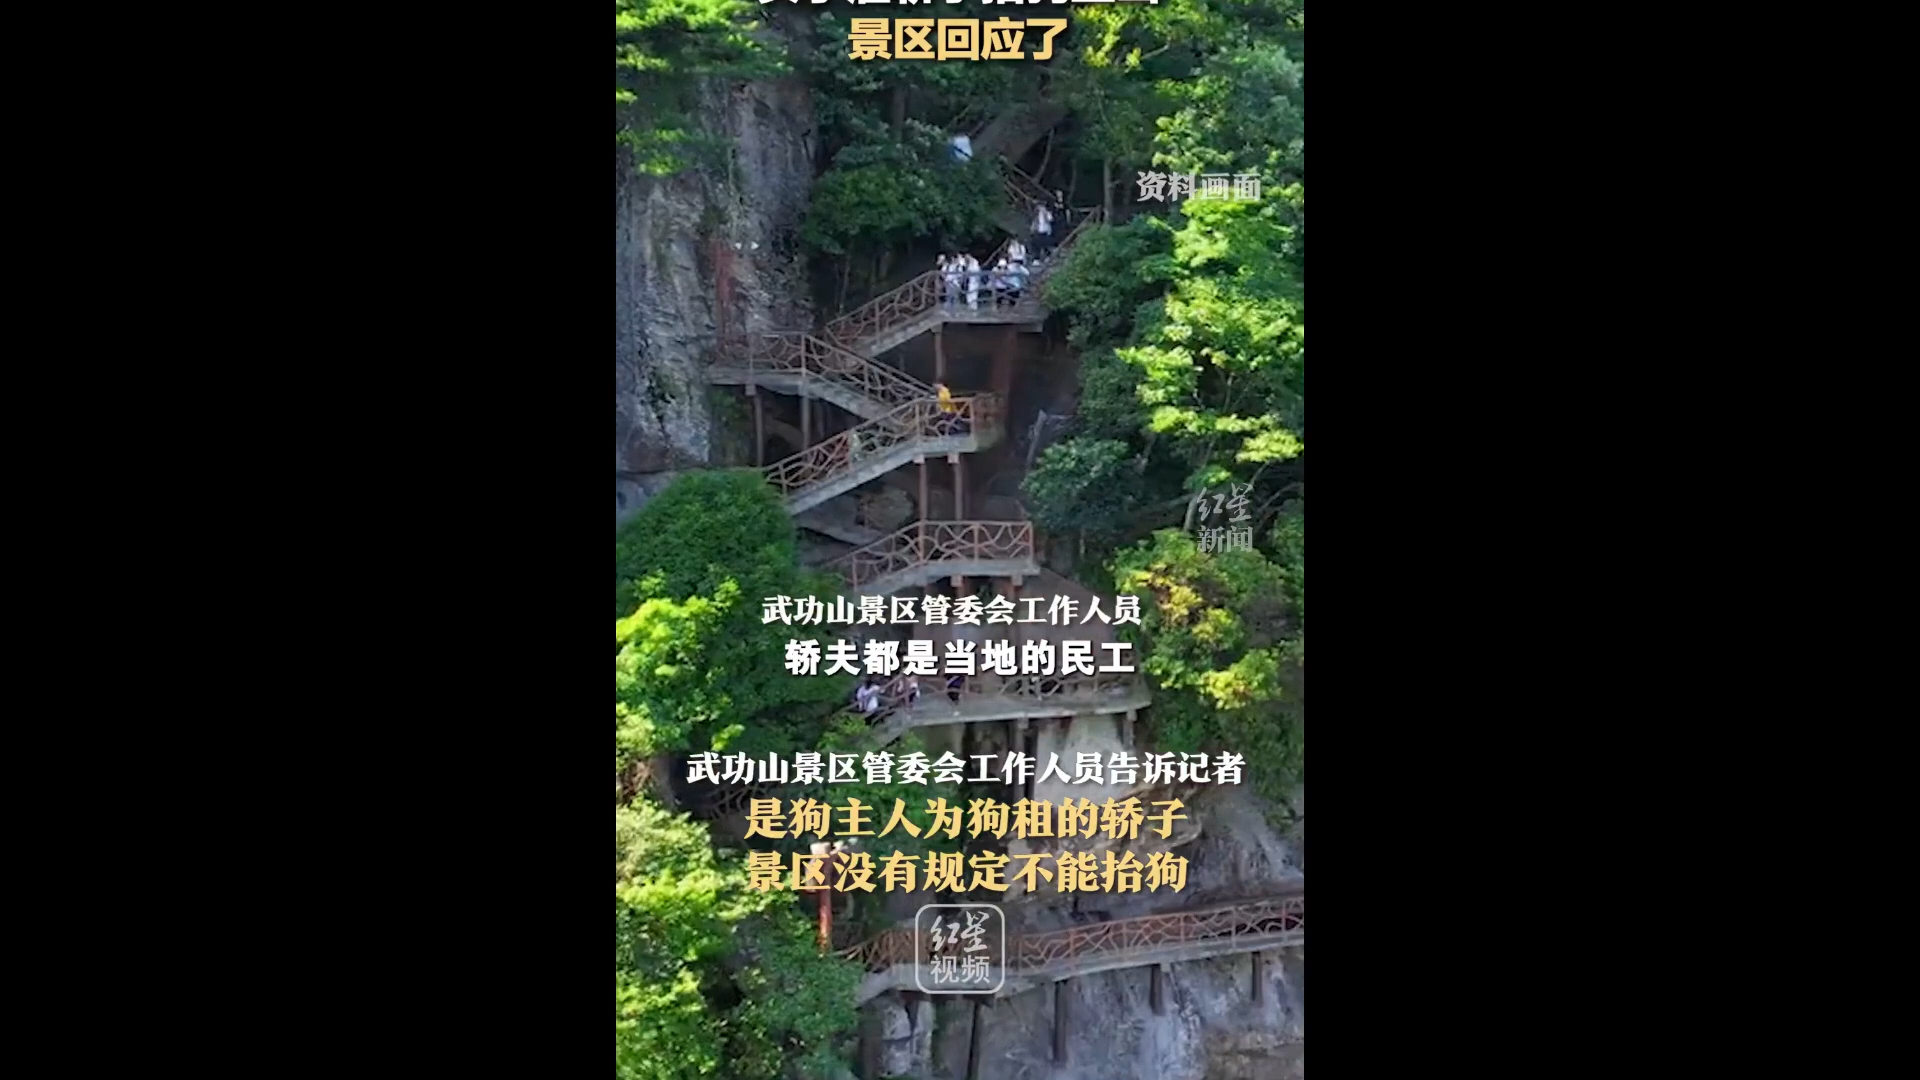 景区回应了
资料画面
红星
新闻
武功山景区管委会工作人员
轿夫都是当地的民工
武功山景区管委会工作人员告诉记者
是狗主人为狗租的轿子
景区没有规定不能抬狗
红星
视频